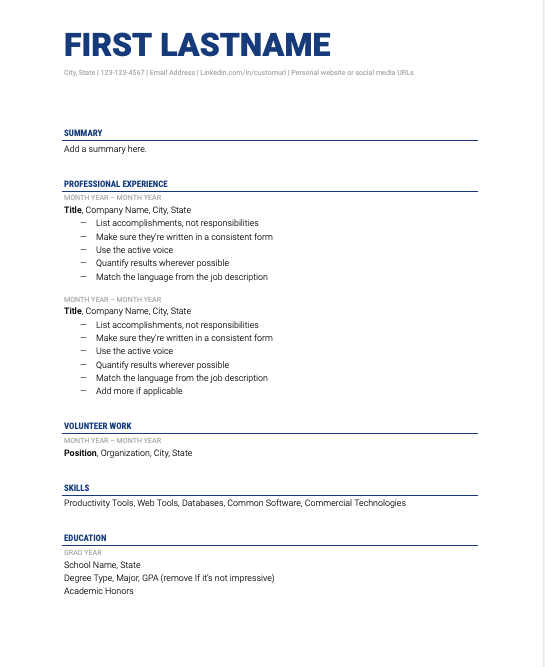 FIRST LASTNAME
City, State | 123-123-4567 | Email Address | Linkedin.com/in/customurl | Personal website or social media URLs
SUMMARY
Add a summary here.
PROFESSIONAL EXPERIENCE
MONTH YEAR – MONTH YEAR
Title, Company Name, City, State
– List accomplishments, not responsibilities
– Make sure they're written in a consistent form
– Use the active voice
– Quantify results wherever possible
– Match the language from the job description
MONTH YEAR – MONTH YEAR
Title, Company Name, City, State
– List accomplishments, not responsibilities
– Make sure they're written in a consistent form
– Use the active voice
– Quantify results wherever possible
– Match the language from the job description
– Add more if applicable
VOLUNTEER WORK
MONTH YEAR – MONTH YEAR
Position, Organization, City, State
SKILLS
Productivity Tools, Web Tools, Databases, Common Software, Commercial Technologies
EDUCATION
GRAD YEAR
School Name, State
Degree Type, Major, GPA (remove If it's not impressive)
Academic Honors